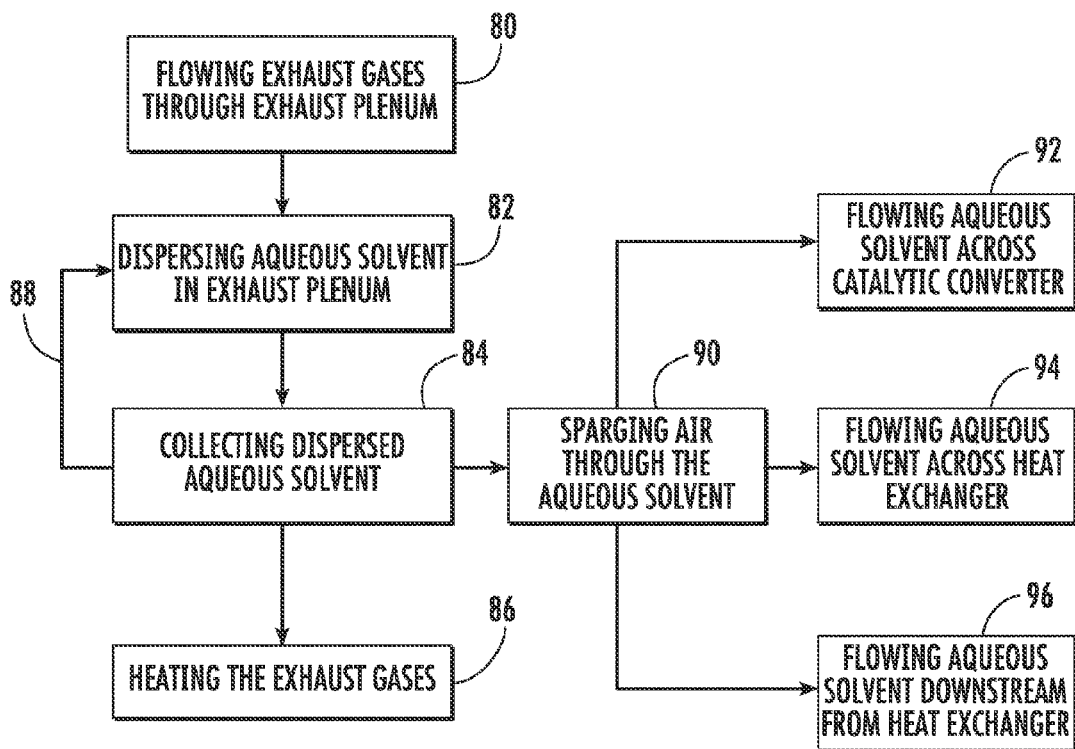 80
FLOWING EXHAUST GASES
THROUGH EXHAUST PLENUM
82
DISPERSING AQUEOUS SOLVENT
IN EXHAUST PLENUM
88
84
COLLECTING DISPERSED
AQUEOUS SOLVENT
86
HEATING THE EXHAUST GASES
90
SPARGING AIR
THROUGH THE
AQUEOUS SOLVENT
92
FLOWING AQUEOUS
SOLVENT ACROSS
CATALYTIC CONVERTER
94
FLOWING AQUEOUS
SOLVENT ACROSS HEAT
EXCHANGER
96
FLOWING AQUEOUS
SOLVENT DOWNSTREAM
FROM HEAT EXCHANGER